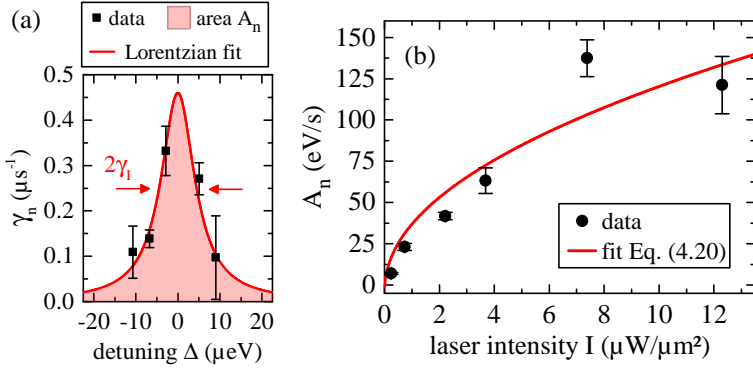 (a)
data
area A_n
Lorentzian fit
0.5
0.4
0.3
0.2
0.1
0.0
γ_n (µs⁻¹)
2γ_I
-20 -10 0 10 20
detuning Δ (µeV)
(b)
150
125
100
75
50
25
0
A_n (eV/s)
data
fit Eq. (4.20)
0 2 4 6 8 10 12
laser intensity I (µW/µm²)